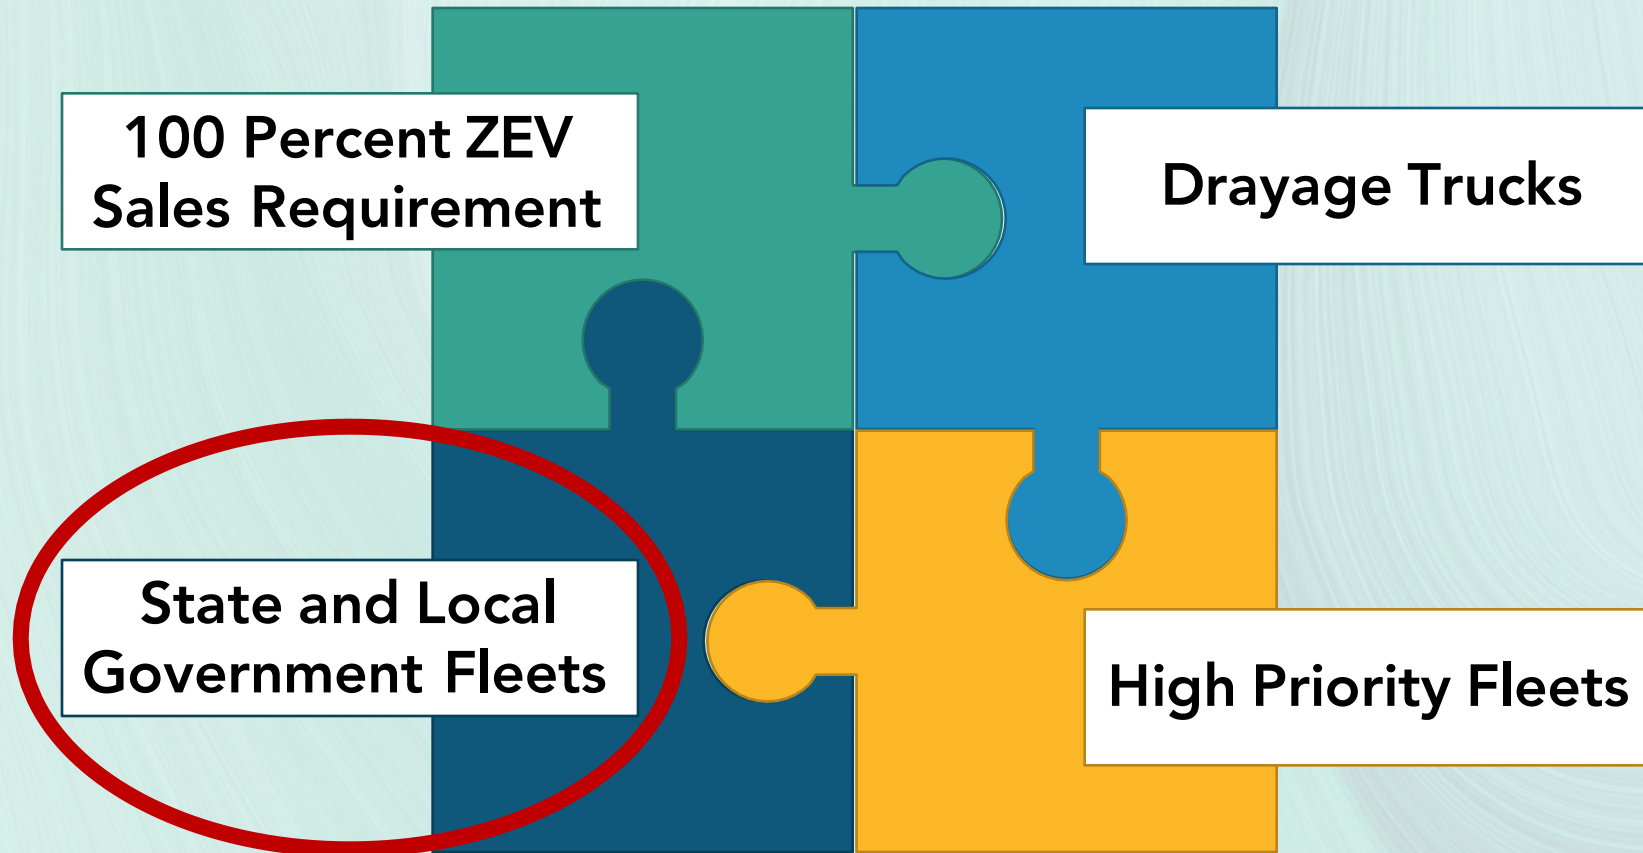 100 Percent ZEV
Sales Requirement
Drayage Trucks
State and Local
Government Fleets
High Priority Fleets